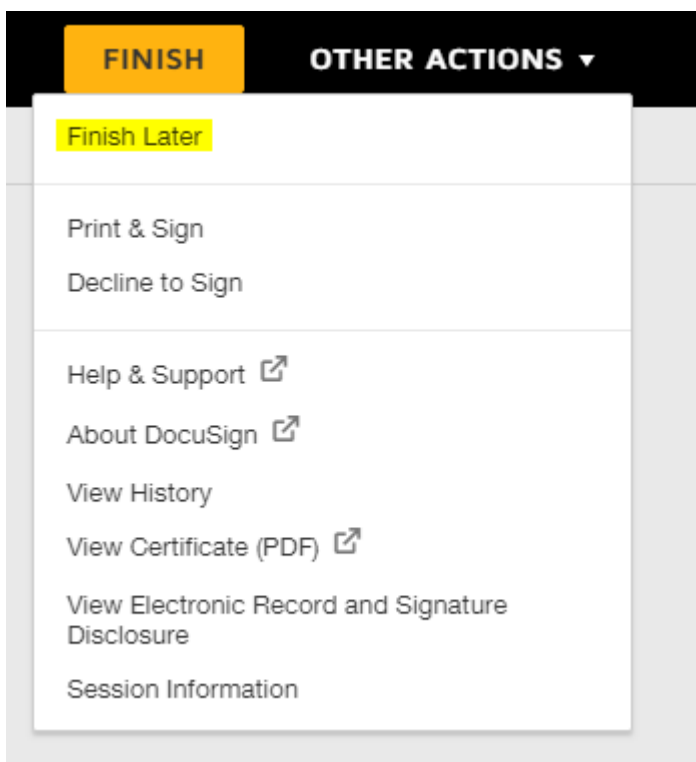 FINISH
OTHER ACTIONS ▼
Finish Later
Print & Sign
Decline to Sign
Help & Support
About DocuSign
View History
View Certificate (PDF)
View Electronic Record and Signature
Disclosure
Session Information